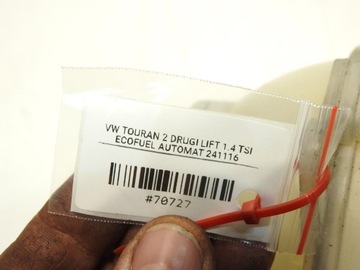 VW TOURAN 2 DRUGI LIFT 1.4 TSI
ECOFUEL AUTOMAT 241116
#70727